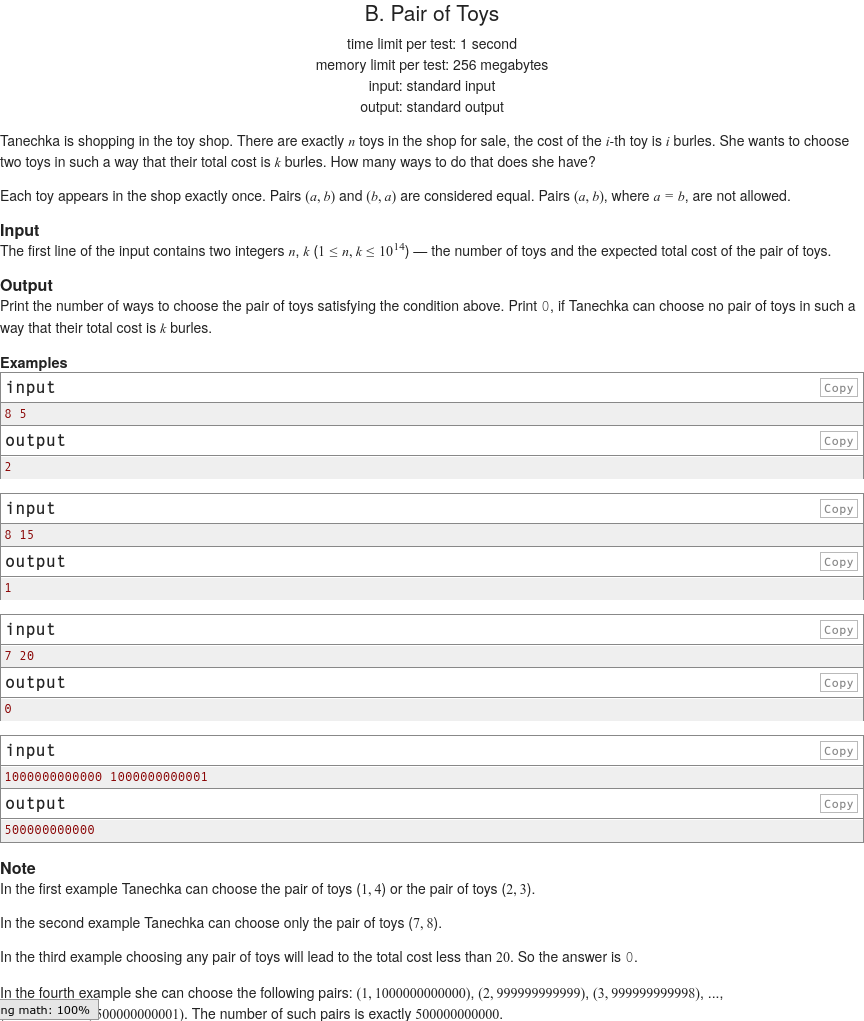 B. Pair of Toys
time limit per test: 1 second
memory limit per test: 256 megabytes
input: standard input
output: standard output
Tanechka is shopping in the toy shop. There are exactly n toys in the shop for sale, the cost of the i-th toy is i burles. She wants to choose
two toys in such a way that their total cost is k burles. How many ways to do that does she have?
Each toy appears in the shop exactly once. Pairs (a, b) and (b, a) are considered equal. Pairs (a, b), where a = b, are not allowed.
Input
The first line of the input contains two integers n, k (1 ≤ n, k ≤ 10^14) — the number of toys and the expected total cost of the pair of toys.
Output
Print the number of ways to choose the pair of toys satisfying the condition above. Print 0, if Tanechka can choose no pair of toys in such a
way that their total cost is k burles.
Examples
input Copy
8 5
output Copy
2
input Copy
8 15
output Copy
1
input Copy
7 20
output Copy
0
input Copy
1000000000000 1000000000001
output Copy
500000000000
Note
In the first example Tanechka can choose the pair of toys (1, 4) or the pair of toys (2, 3).
In the second example Tanechka can choose only the pair of toys (7, 8).
In the third example choosing any pair of toys will lead to the total cost less than 20. So the answer is 0.
In the fourth example she can choose the following pairs: (1, 1000000000000), (2, 999999999999), (3, 999999999998), ...,
ng math: 100% 500000000001). The number of such pairs is exactly 500000000000.